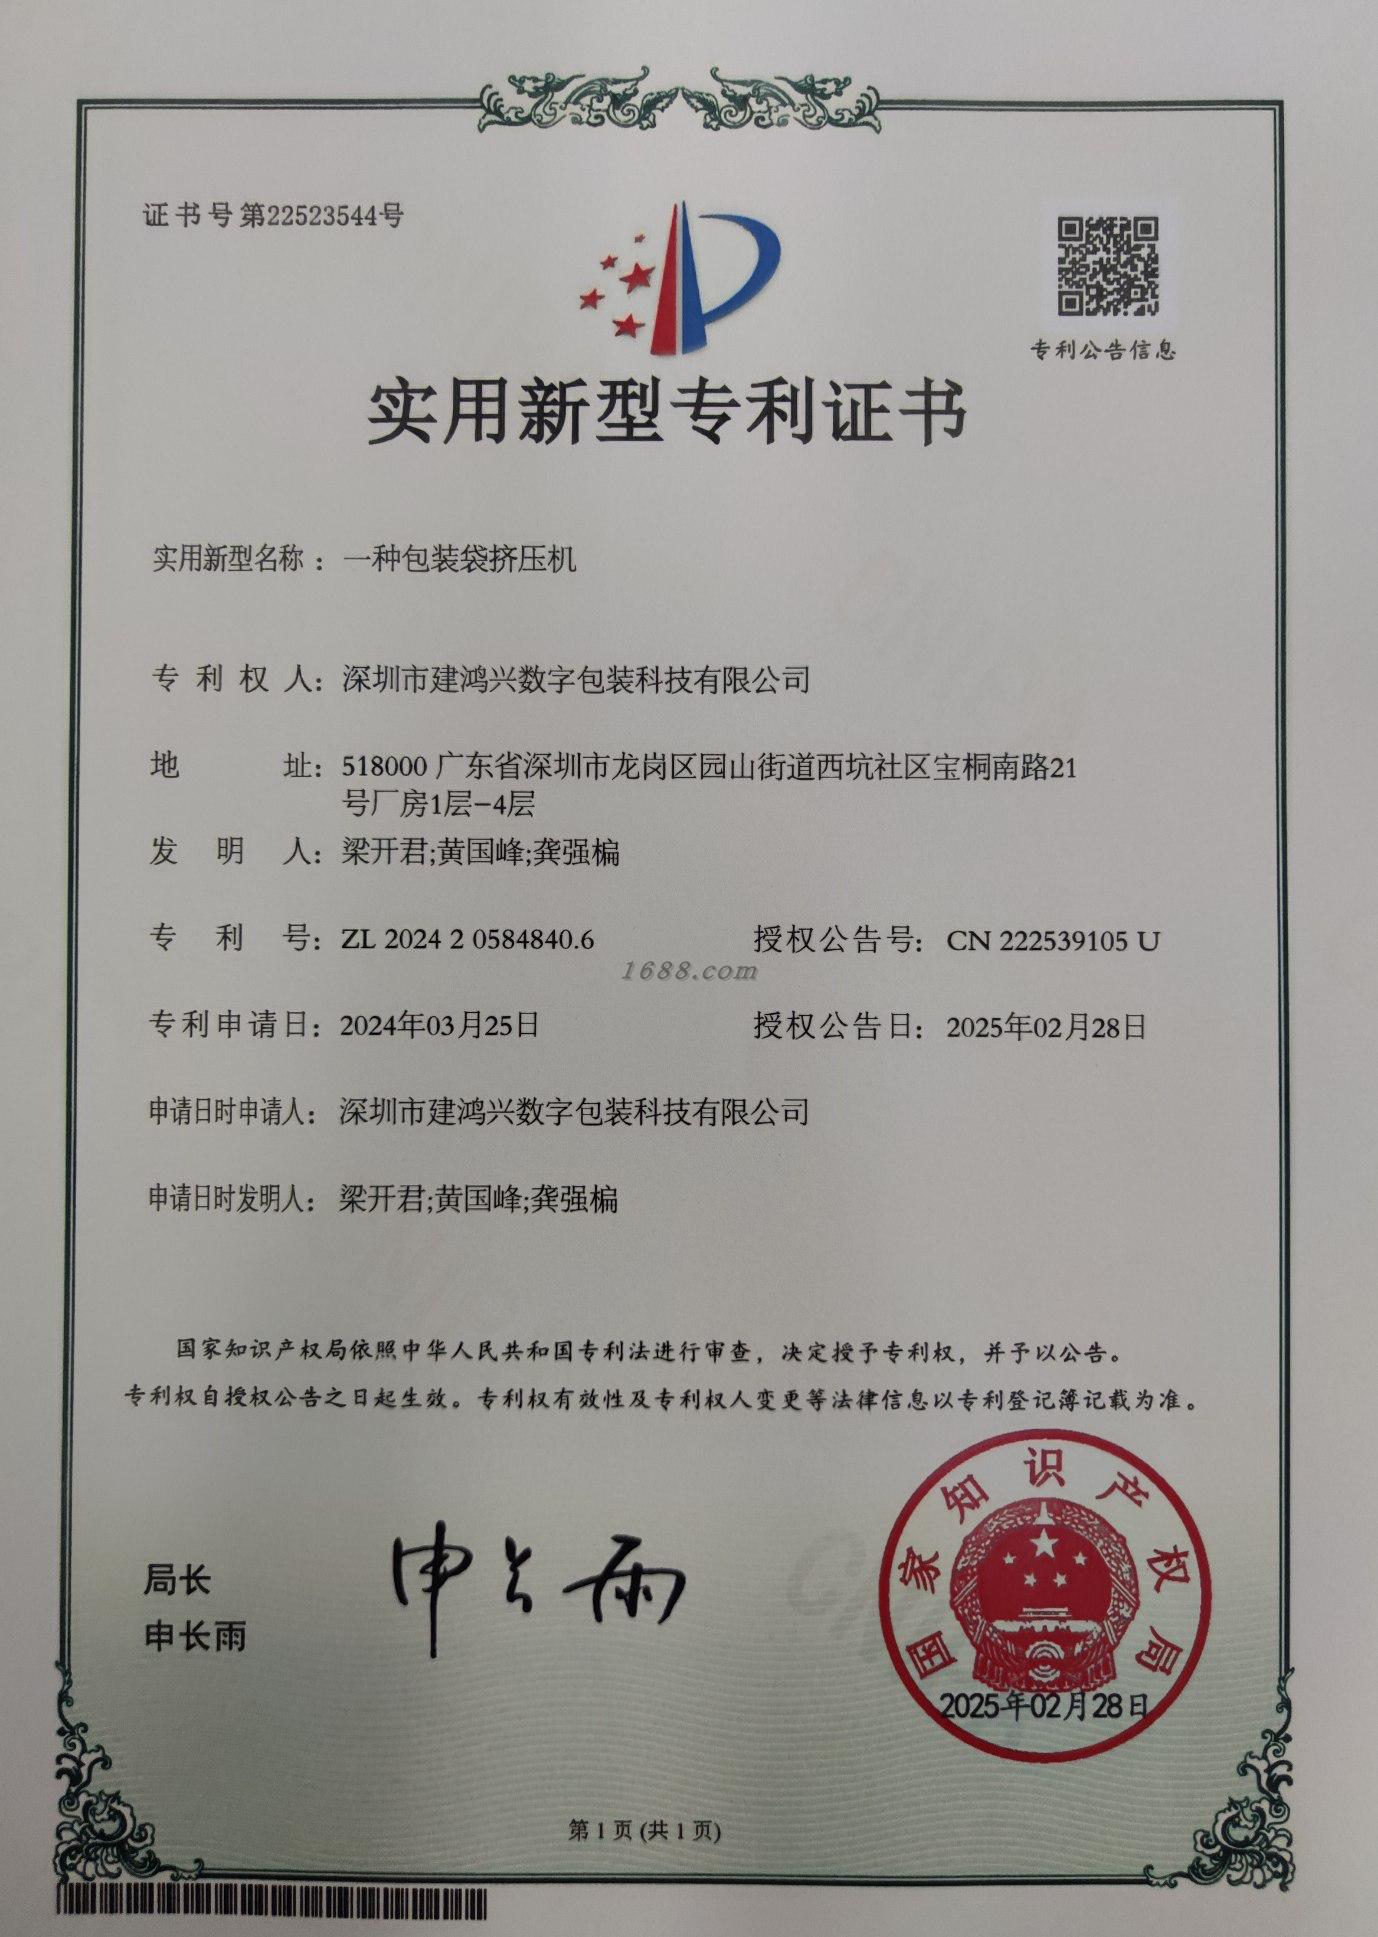 证书号第22523544号
专利公告信息
实用新型专利证书
实用新型名称：一种包装袋挤压机
专利权人：深圳市建鸿兴数字包装科技有限公司
地址：518000 广东省深圳市龙岗区园山街道西坑社区宝桐南路21
号厂房1层-4层
发明人：梁开君;黄国峰;龚强楄
专利号：ZL 2024 2 0584840.6 授权公告号：CN 222539105 U
1688.com
专利申请日：2024年03月25日 授权公告日：2025年02月28日
申请日时申请人：深圳市建鸿兴数字包装科技有限公司
申请日时发明人：梁开君;黄国峰;龚强楄
国家知识产权局依照中华人民共和国专利法进行审查，决定授予专利权，并予以公告。
专利权自授权公告之日起生效。专利权有效性及专利权人变更等法律信息以专利登记簿记载为准。
局长
申长雨
申长雨
国家知识产权局
2025年02月28日
第 1 页 (共 1 页)